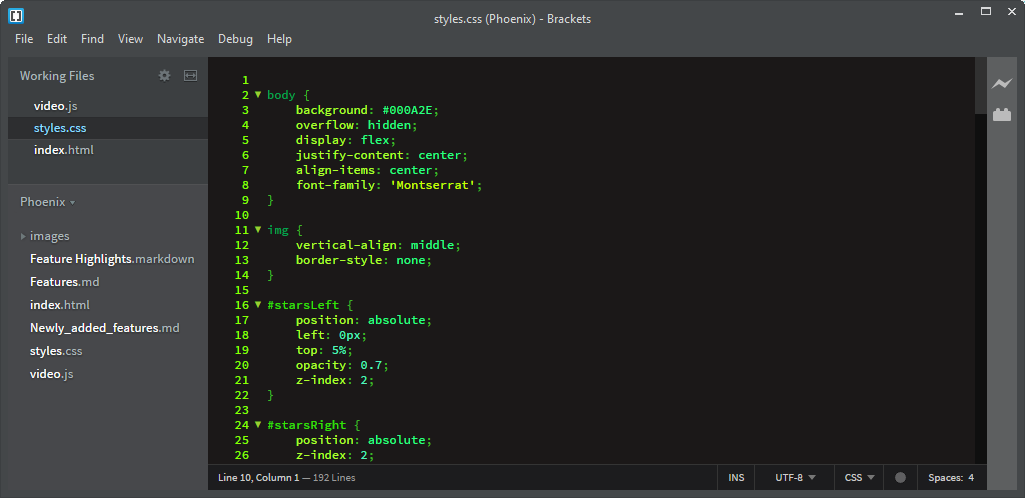 styles.css (Phoenix) - Brackets
File Edit Find View Navigate Debug Help
Working Files
video.js
styles.css
index.html
Phoenix
images
Feature Highlights.markdown
Features.md
index.html
Newly_added_features.md
styles.css
video.js
1
2 body {
3 background: #000A2E;
4 overflow: hidden;
5 display: flex;
6 justify-content: center;
7 align-items: center;
8 font-family: 'Montserrat';
9 }
10
11 img {
12 vertical-align: middle;
13 border-style: none;
14 }
15
16 #starsLeft {
17 position: absolute;
18 left: 0px;
19 top: 5%;
20 opacity: 0.7;
21 z-index: 2;
22 }
23
24 #starsRight {
25 position: absolute;
26 z-index: 2;
Line 10, Column 1 — 192 Lines INS UTF-8 CSS Spaces: 4